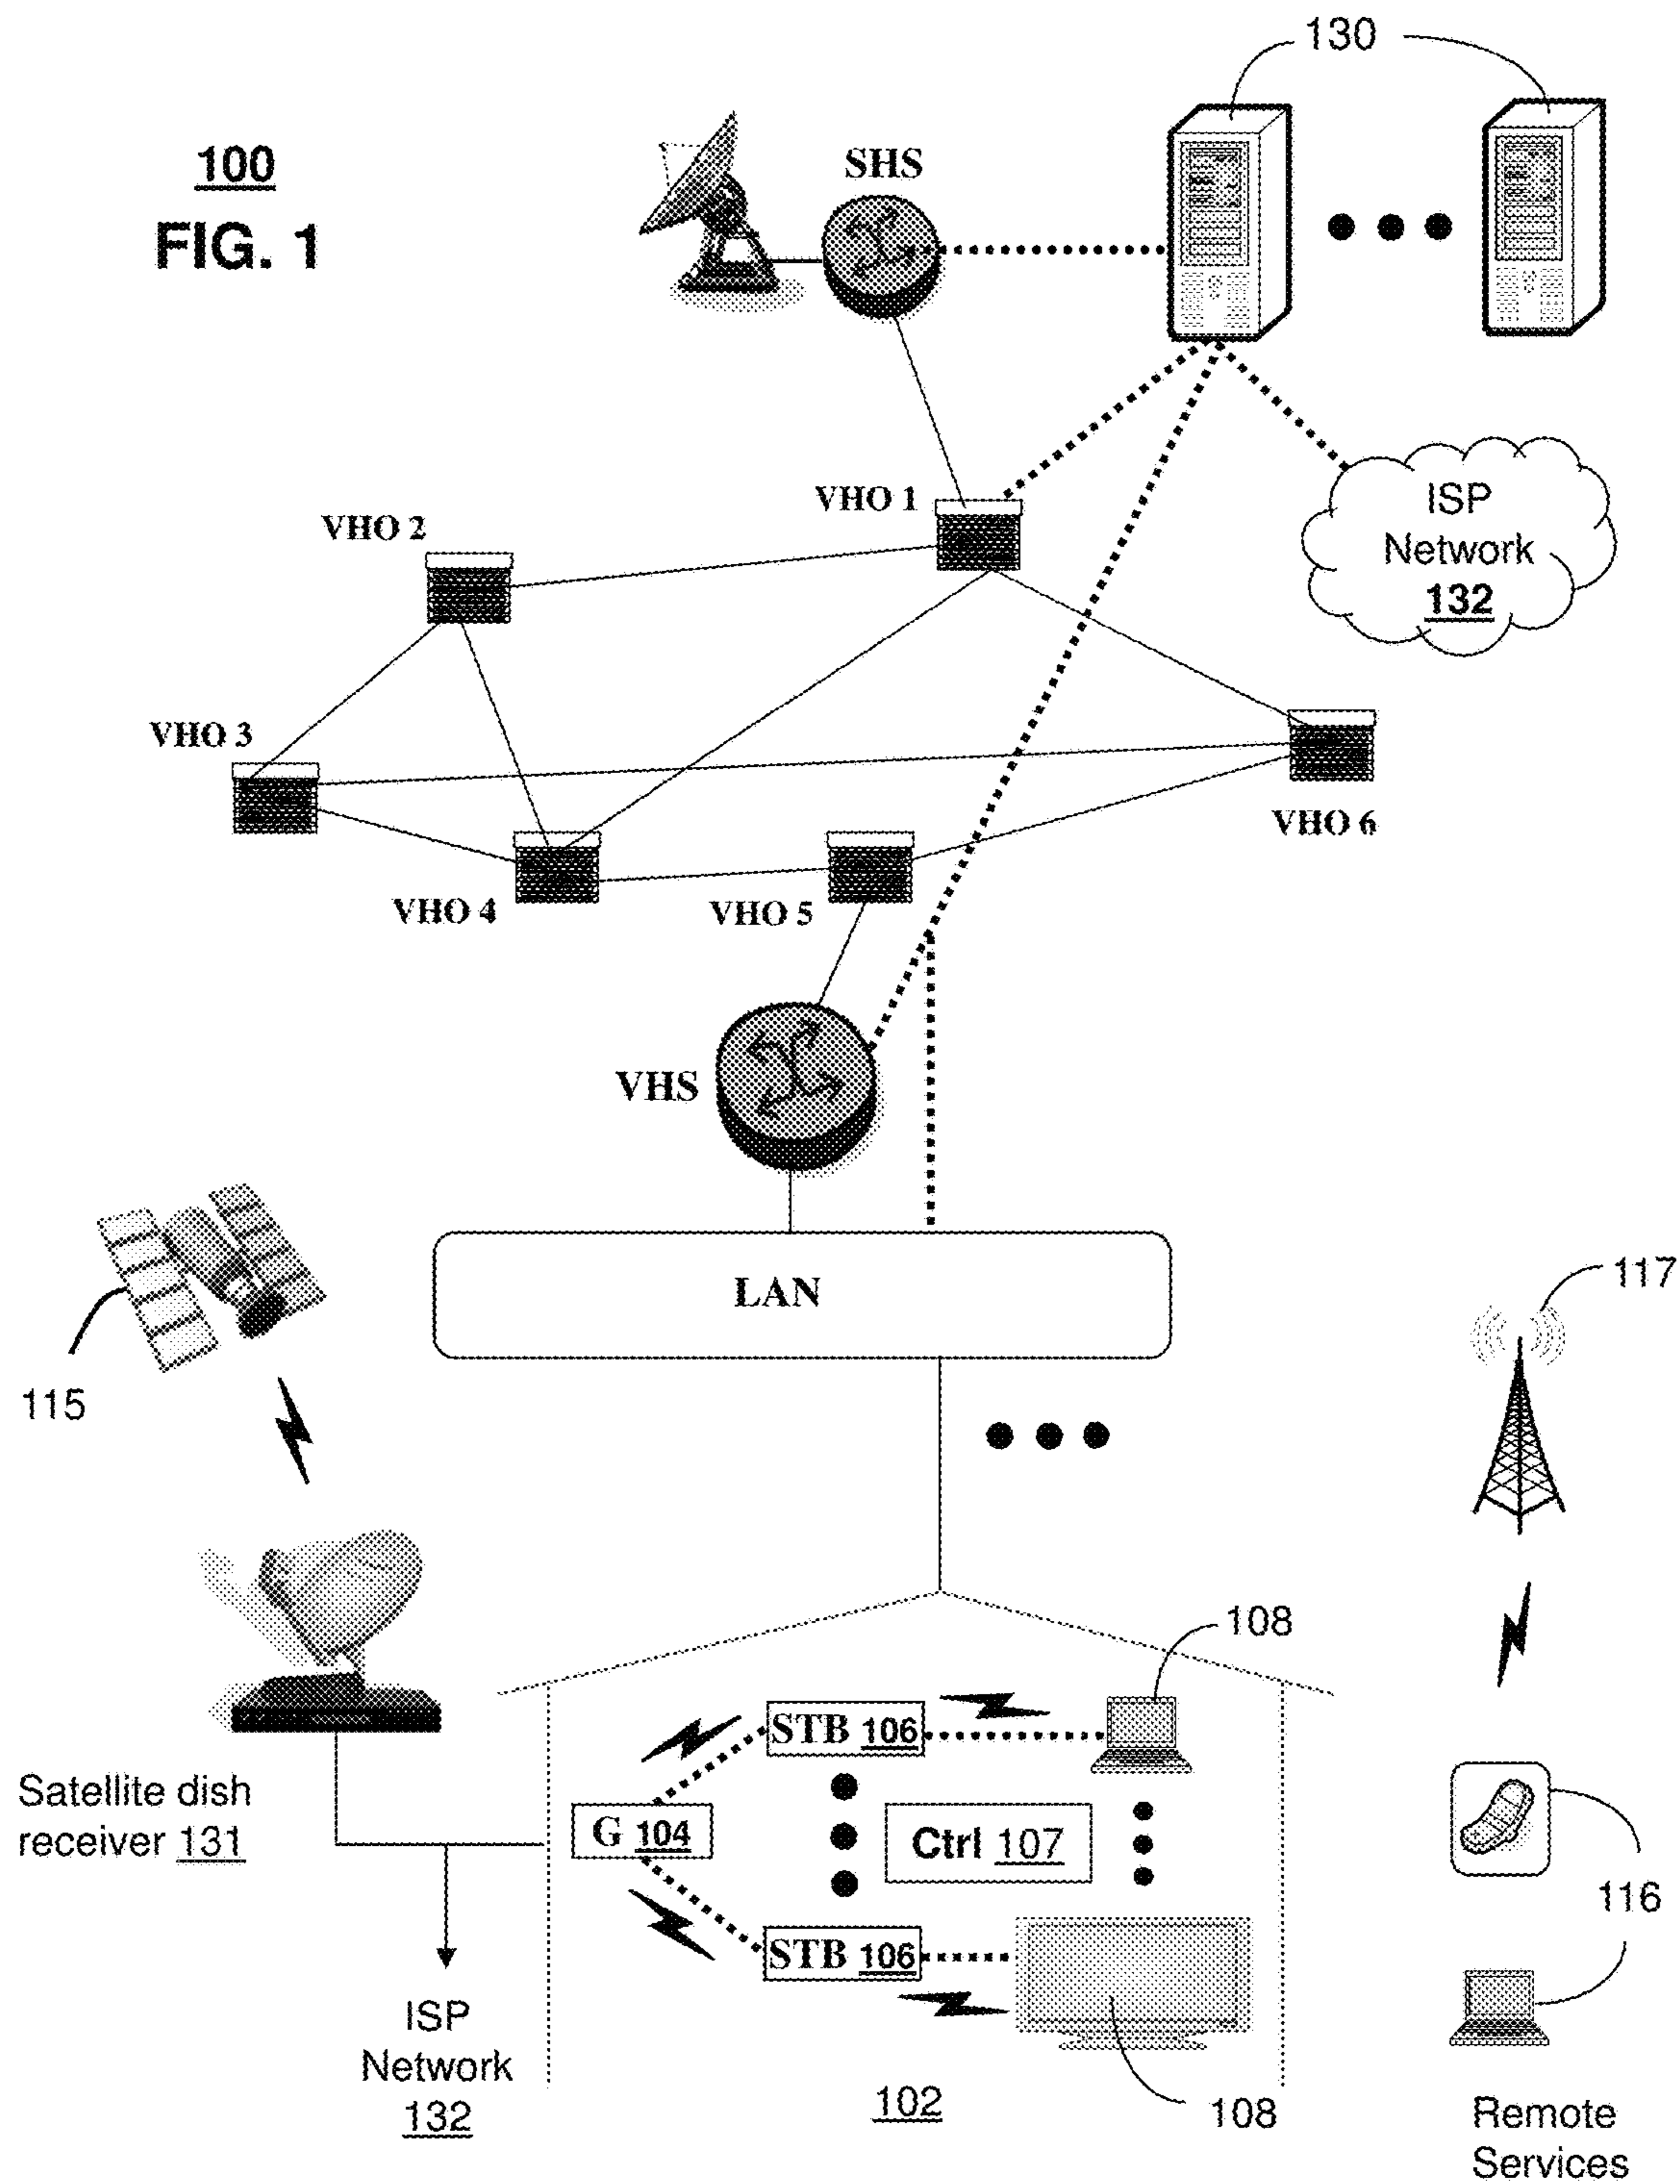 130
100
FIG. 1
SHS
VHO 1
ISP
Network
132
VHO 2
VHO 3
VHO 6
VHO 4
VHO 5
VHS
LAN
117
115
108
STB 106
Satellite dish
receiver 131
G 104
Ctrl 107
116
STB 106
ISP
Network
132
102
108
Remote
Services